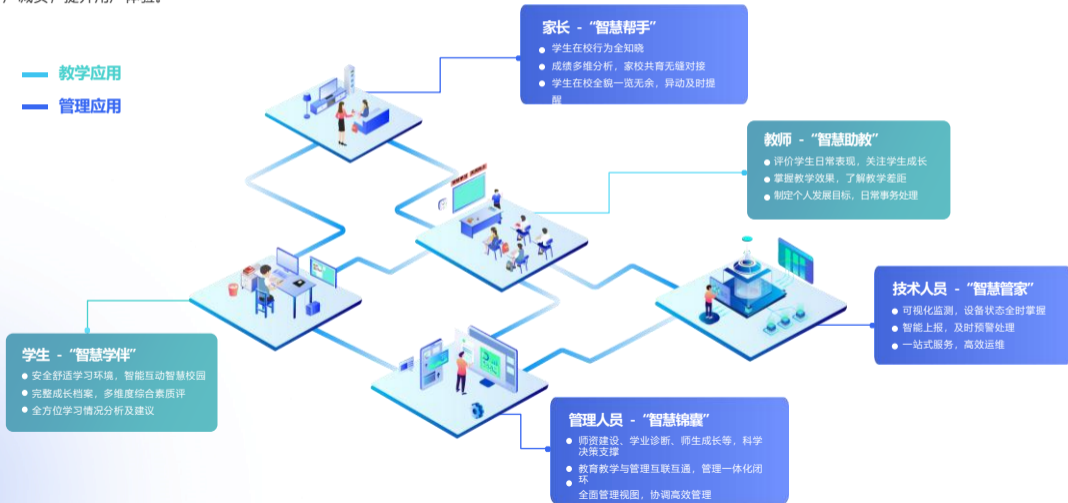 减负，提升用户体验。
家长 - “智慧帮手”
学生在校行为全知晓
成绩多维分析，家校共育无缝对接
学生在校全貌一览无余，异动及时提
醒
教学应用
管理应用
教师 - “智慧助教”
评价学生日常表现，关注学生成长
掌握教学效果，了解教学差距
制定个人发展目标，日常事务处理
技术人员 - “智慧管家”
可视化监测，设备状态全时掌握
智能上报，及时预警处理
一站式服务，高效运维
学生 - “智慧学伴”
安全舒适学习环境，智能互动智慧校园
完整成长档案，多维度综合素质评
全方位学习情况分析及建议
管理人员 - “智慧锦囊”
师资建设、学业诊断、师生成长等，科学
决策支撑
教育教学与管理互联互通，管理一体化闭
环
全面管理视图，协调高效管理